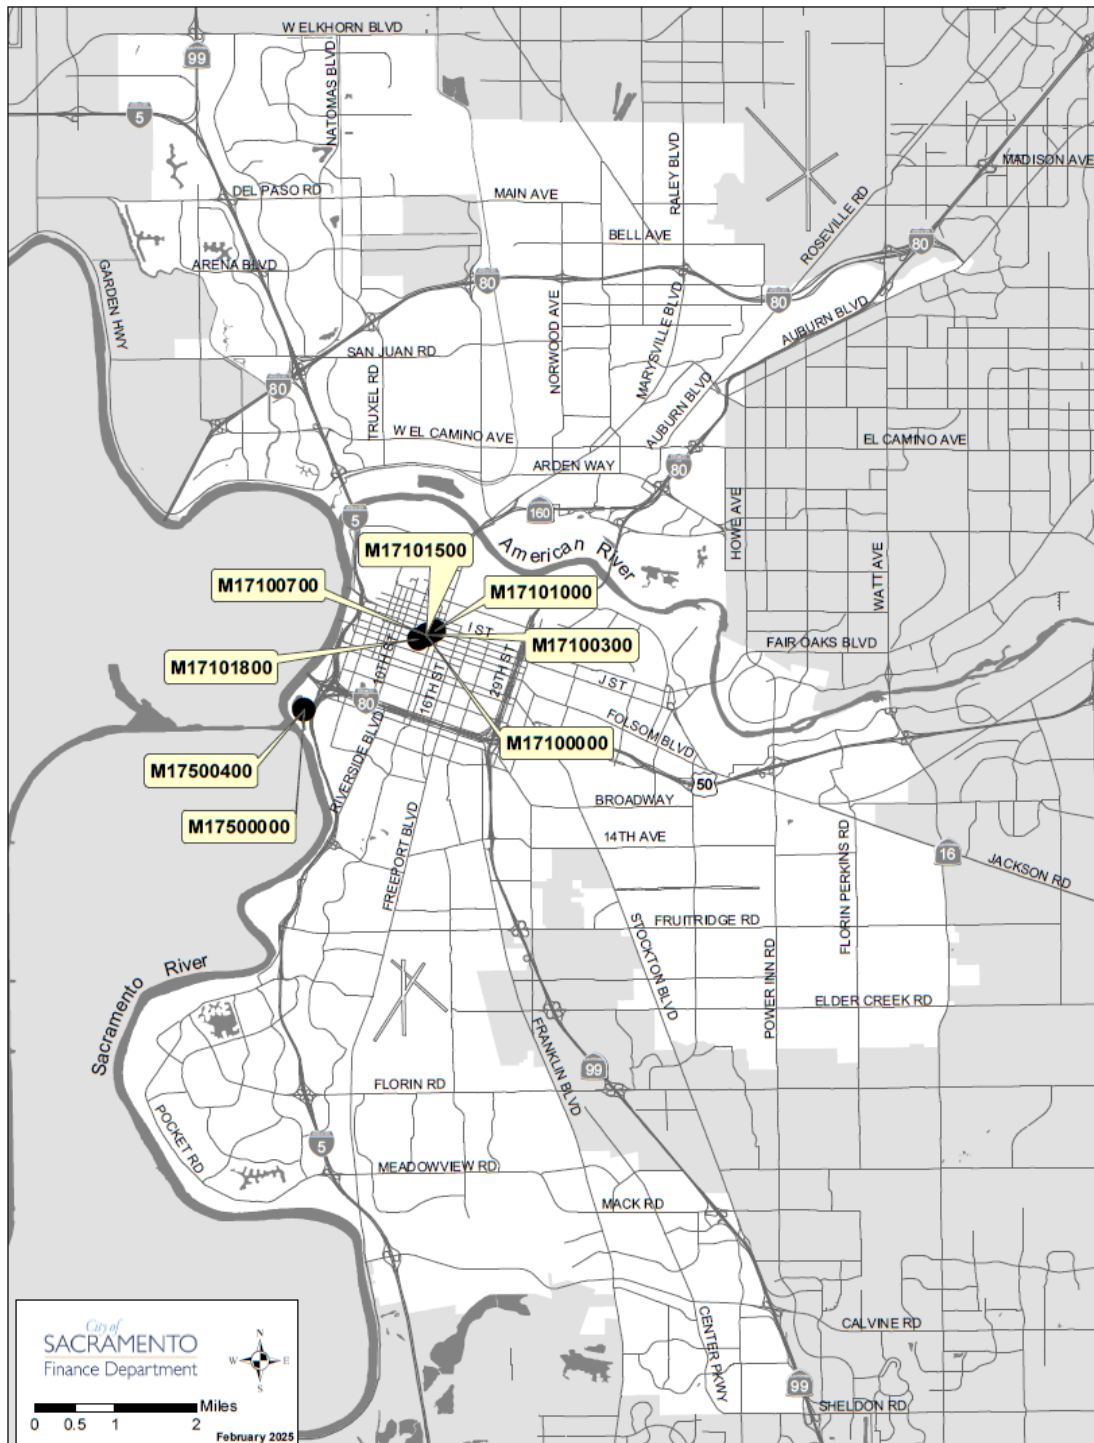 W ELKHORN BLVD
99
5
NATOMAS BLVD
RALEY BLVD
MADISON AVE
DEL PASO RD
MAIN AVE
ROSEVILLE RD
BELL AVE
80
ARENA BLVD
80
80
GARDEN HWY
NORWOOD AVE
MARYSVILLE BLVD
AUBURN BLVD
SAN JUAN RD
80
TRUXEL RD
AUBURN BLVD
W EL CAMINO AVE
EL CAMINO AVE
ARDEN WAY
80
5
160
HOWE AVE
American River
WATT AVE
M17101500
M17100700
M17101000
I ST
M17100300
FAIR OAKS BLVD
M17101800
10TH ST
16TH ST
29TH ST
J ST
80
FOLSOM BLVD
M17100000
M17500400
RIVERSIDE BLVD
50
BROADWAY
M17500000
14TH AVE
FREEPORT BLVD
FLORIN PERKINS RD
16
JACKSON RD
FRUITRIDGE RD
STOCKTON BLVD
POWER INN RD
Sacramento River
ELDER CREEK RD
FRANKLIN BLVD
99
FLORIN RD
POCKET RD
5
MEADOWVIEW RD
MACK RD
CENTER PKWY
CALVINE RD
99
SHELDON RD
City of
SACRAMENTO
Finance Department
N
W E
S
Miles
0 0.5 1 2
February 2025